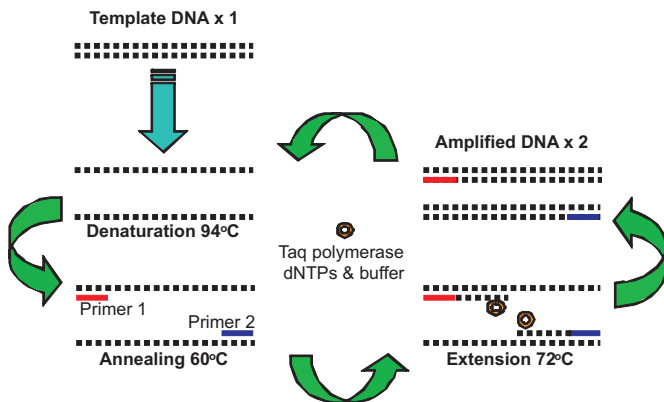 Template DNA x 1
Amplified DNA x 2
Denaturation 94°C
Taq polymerase
dNTPs & buffer
Primer 1
Primer 2
Annealing 60°C
Extension 72°C